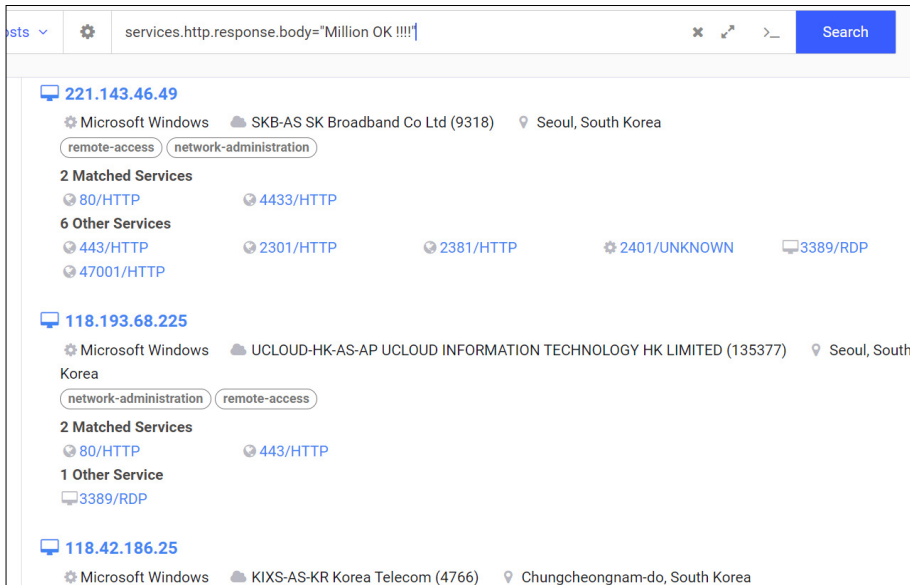 osts
services.http.response.body="Million OK !!!!"
Search
221.143.46.49
Microsoft Windows SKB-AS SK Broadband Co Ltd (9318) Seoul, South Korea
remote-access network-administration
2 Matched Services
80/HTTP 4433/HTTP
6 Other Services
443/HTTP 2301/HTTP 2381/HTTP 2401/UNKNOWN 3389/RDP
47001/HTTP
118.193.68.225
Microsoft Windows UCLOUD-HK-AS-AP UCLOUD INFORMATION TECHNOLOGY HK LIMITED (135377) Seoul, South
Korea
network-administration remote-access
2 Matched Services
80/HTTP 443/HTTP
1 Other Service
3389/RDP
118.42.186.25
Microsoft Windows KIXS-AS-KR Korea Telecom (4766) Chungcheongnam-do, South Korea